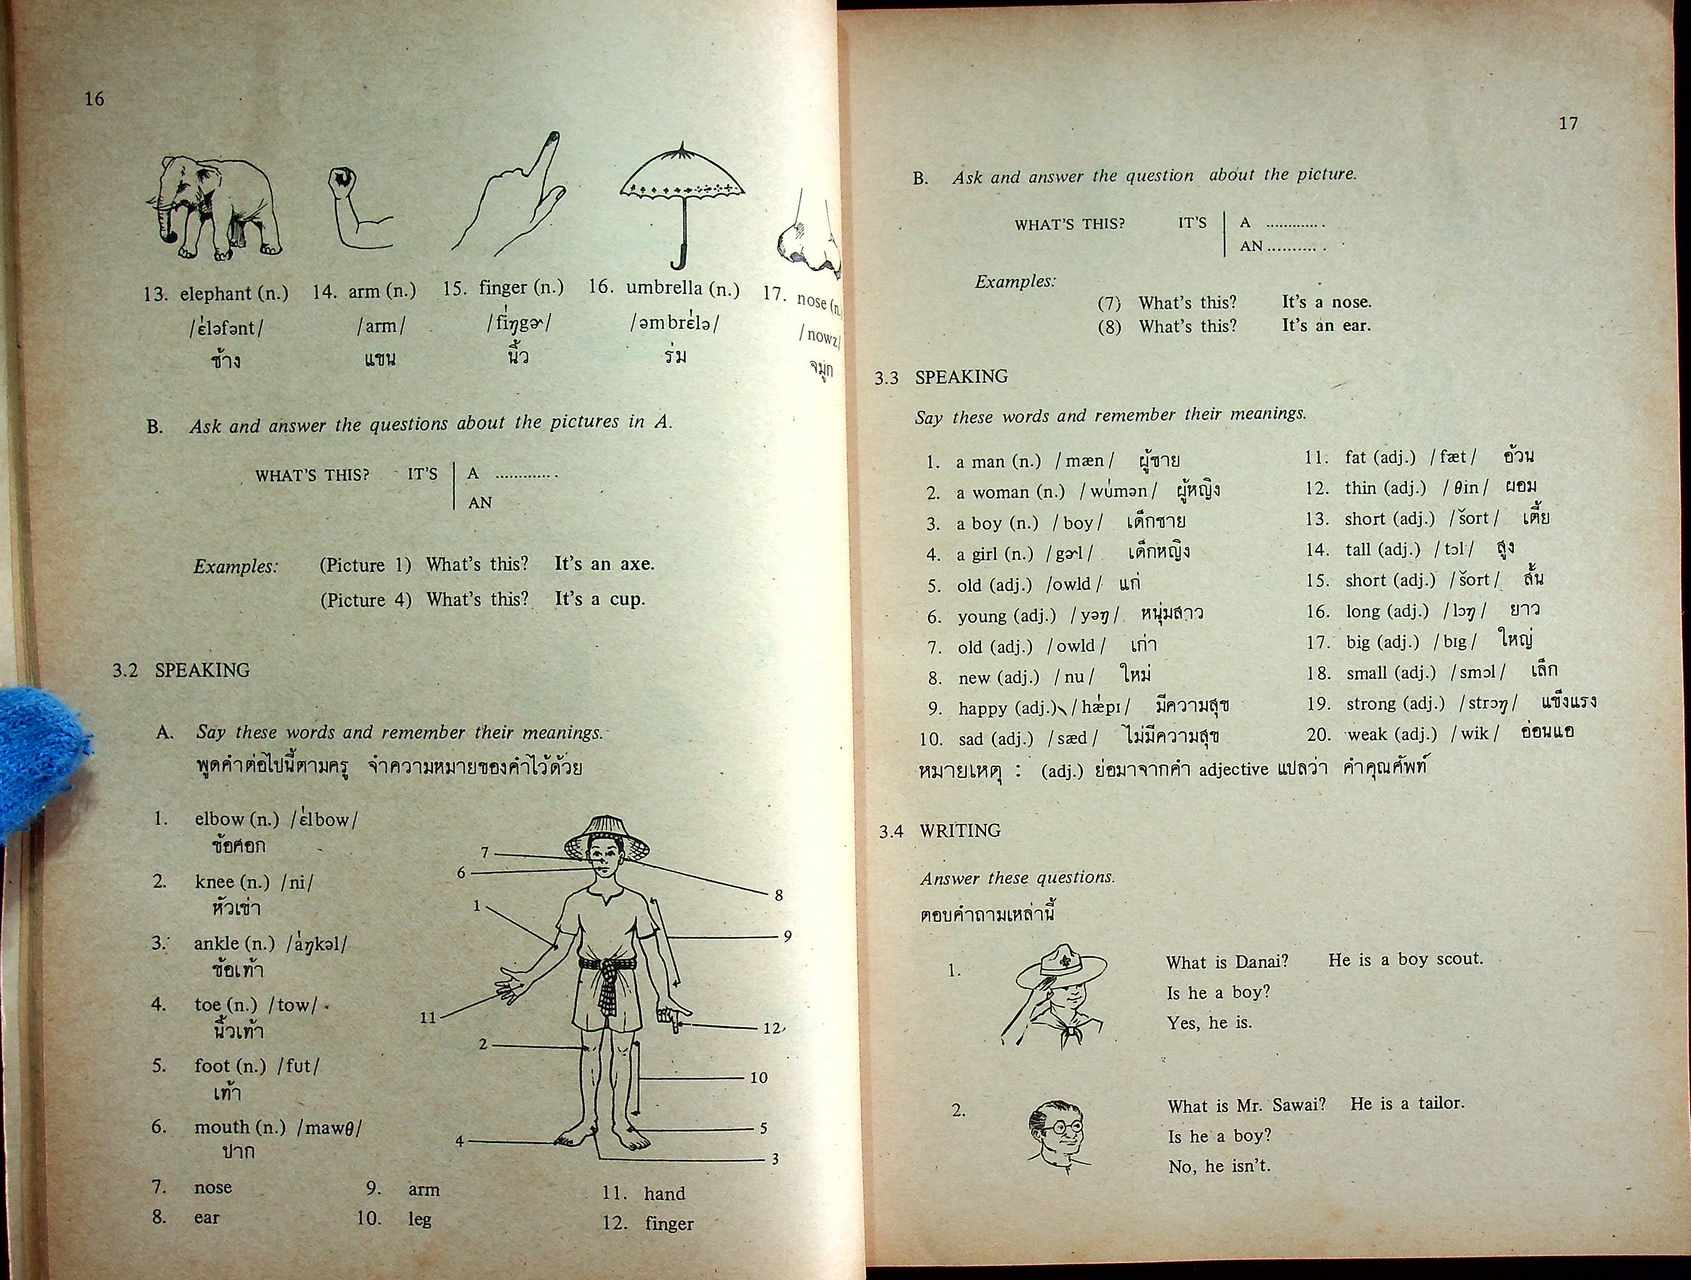 16
13. elephant (n.) 14. arm (n.) 15. finger (n.) 16. umbrella (n.) 17. nose (n.
/ɛ́ləfənt/ /arm/ /fíŋgɚ/ /əmbrɛ́lə/ /nowz/
ช้าง แขน นิ้ว ร่ม จมูก
B. Ask and answer the questions about the pictures in A.
WHAT'S THIS? IT'S A .............
AN
Examples: (Picture 1) What's this? It's an axe.
(Picture 4) What's this? It's a cup.
3.2 SPEAKING
A. Say these words and remember their meanings.
พูดคำต่อไปนี้ตามครู จำความหมายของคำไว้ด้วย
1. elbow (n.) /ɛ́lbow/
ข้อศอก
2. knee (n.) /ni/
หัวเข่า
3. ankle (n.) /áŋkəl/
ข้อเท้า
4. toe (n.) /tow/
นิ้วเท้า
5. foot (n.) /fut/
เท้า
6. mouth (n.) /mawθ/
ปาก
7
6
8
1
9
11
12
2
10
4
5
3
7. nose 9. arm 11. hand
8. ear 10. leg 12. finger
17
B. Ask and answer the question about the picture.
WHAT'S THIS? IT'S A .............
AN ...........
Examples:
(7) What's this? It's a nose.
(8) What's this? It's an ear.
3.3 SPEAKING
Say these words and remember their meanings.
1. a man (n.) /mæn/ ผู้ชาย
2. a woman (n.) /wúmən/ ผู้หญิง
3. a boy (n.) /boy/ เด็กชาย
4. a girl (n.) /gɚl/ เด็กหญิง
5. old (adj.) /owld/ แก่
6. young (adj.) /yəŋ/ หนุ่มสาว
7. old (adj.) /owld/ เก่า
8. new (adj.) /nu/ ใหม่
9. happy (adj.) /hǽpɪ/ มีความสุข
10. sad (adj.) /sæd/ ไม่มีความสุข
11. fat (adj.) /fæt/ อ้วน
12. thin (adj.) /θin/ ผอม
13. short (adj.) /šort/ เตี้ย
14. tall (adj.) /tɔl/ สูง
15. short (adj.) /šort/ สั้น
16. long (adj.) /lɔŋ/ ยาว
17. big (adj.) /bɪg/ ใหญ่
18. small (adj.) /smɔl/ เล็ก
19. strong (adj.) /strɔŋ/ แข็งแรง
20. weak (adj.) /wik/ อ่อนแอ
หมายเหตุ : (adj.) ย่อมาจากคำ adjective แปลว่า คำคุณศัพท์
3.4 WRITING
Answer these questions.
ตอบคำถามเหล่านี้
1. What is Danai? He is a boy scout.
Is he a boy?
Yes, he is.
2. What is Mr. Sawai? He is a tailor.
Is he a boy?
No, he isn't.